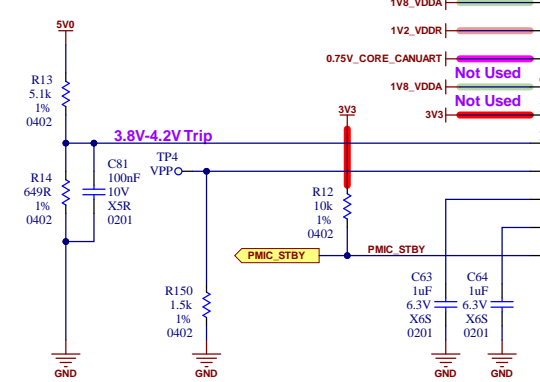 1V8_VDDA
5V0
1V2_VDDR
0.75V_CORE_CANUART
Not Used
R13
5.1k
1%
0402
1V8_VDDA
Not Used
3V3
3V3
3.8V-4.2V Trip
R14
649R
1%
0402
C81
100nF
10V
X5R
0201
TP4
VPP
R12
10k
1%
0402
PMIC_STBY
PMIC_STBY
R150
1.5k
1%
0402
C63
1uF
6.3V
X6S
0201
C64
1uF
6.3V
X6S
0201
GND
GND
GND
GND